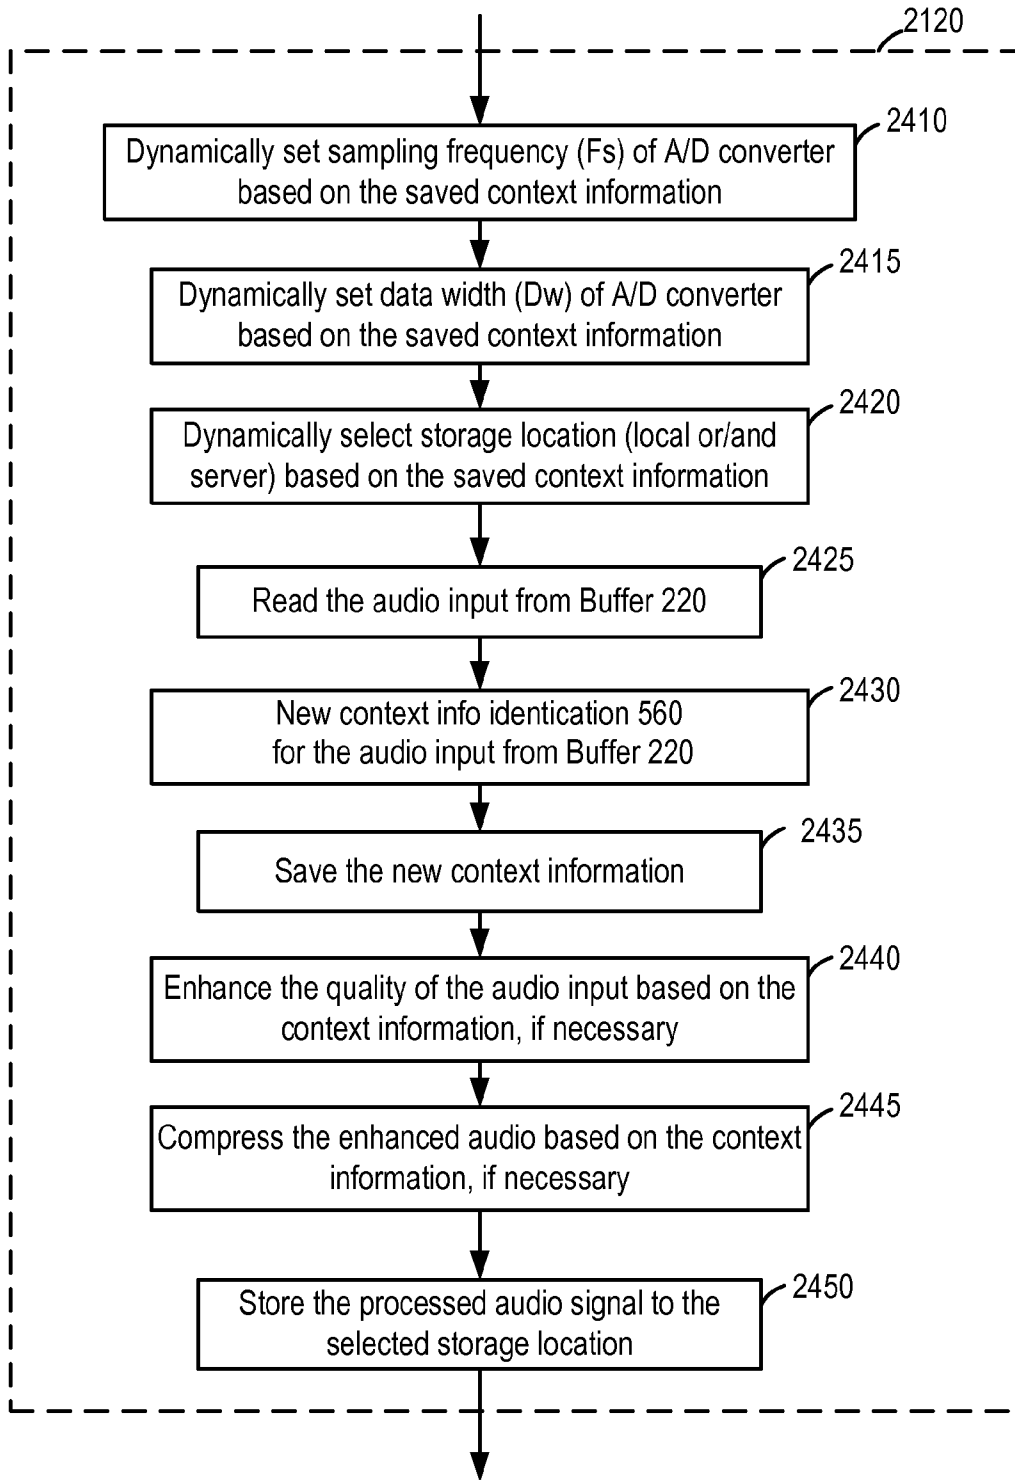 2120
2410
Dynamically set sampling frequency (Fs) of A/D converter
based on the saved context information
2415
Dynamically set data width (Dw) of A/D converter
based on the saved context information
2420
Dynamically select storage location (local or/and
server) based on the saved context information
2425
Read the audio input from Buffer 220
2430
New context info identication 560
for the audio input from Buffer 220
2435
Save the new context information
2440
Enhance the quality of the audio input based on the
context information, if necessary
2445
Compress the enhanced audio based on the context
information, if necessary
2450
Store the processed audio signal to the
selected storage location